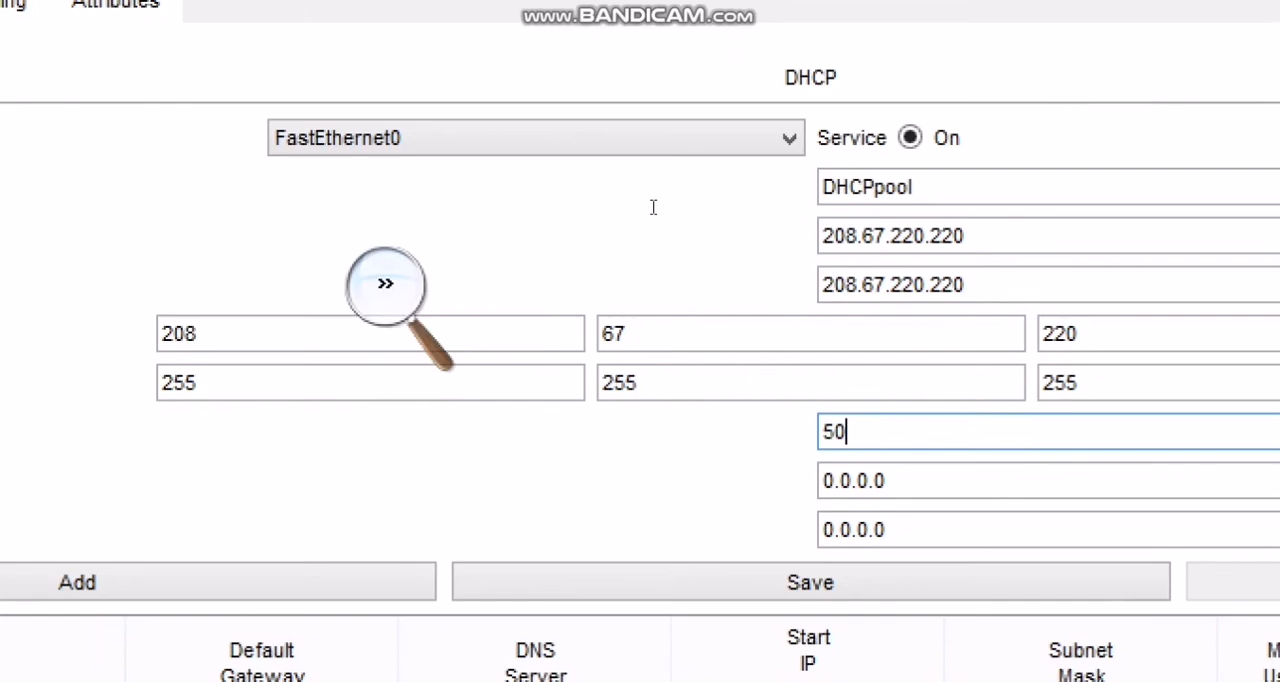 ing Attributes
www.BANDICAM.com
DHCP
FastEthernet0 Service On
DHCPpool
208.67.220.220
»
208.67.220.220
208 67 220
255 255 255
50
0.0.0.0
0.0.0.0
Add Save
Default Gateway DNS Server Start IP Subnet Mask